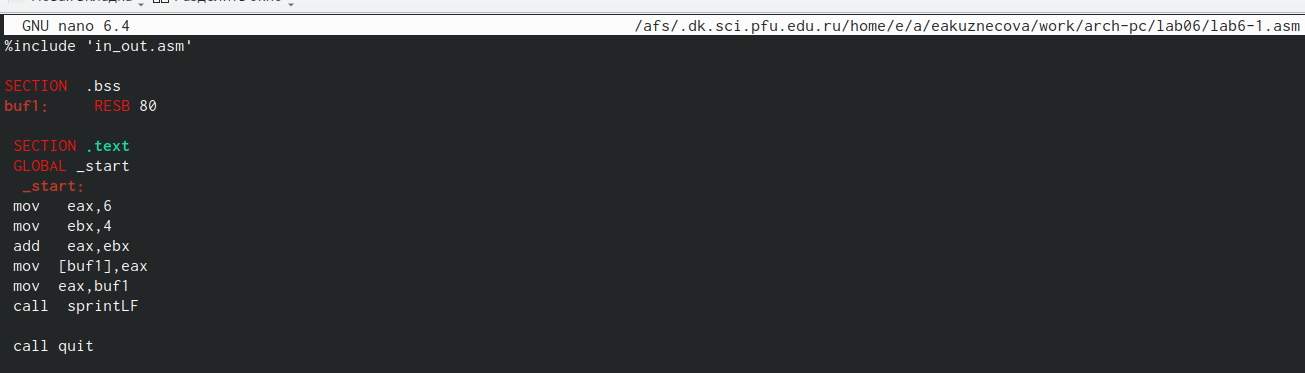 GNU nano 6.4 /afs/.dk.sci.pfu.edu.ru/home/e/a/eakuznecova/work/arch-pc/lab06/lab6-1.asm
%include 'in_out.asm'
SECTION .bss
buf1: RESB 80
SECTION .text
GLOBAL _start
_start:
mov eax,6
mov ebx,4
add eax,ebx
mov [buf1],eax
mov eax,buf1
call sprintLF
call quit